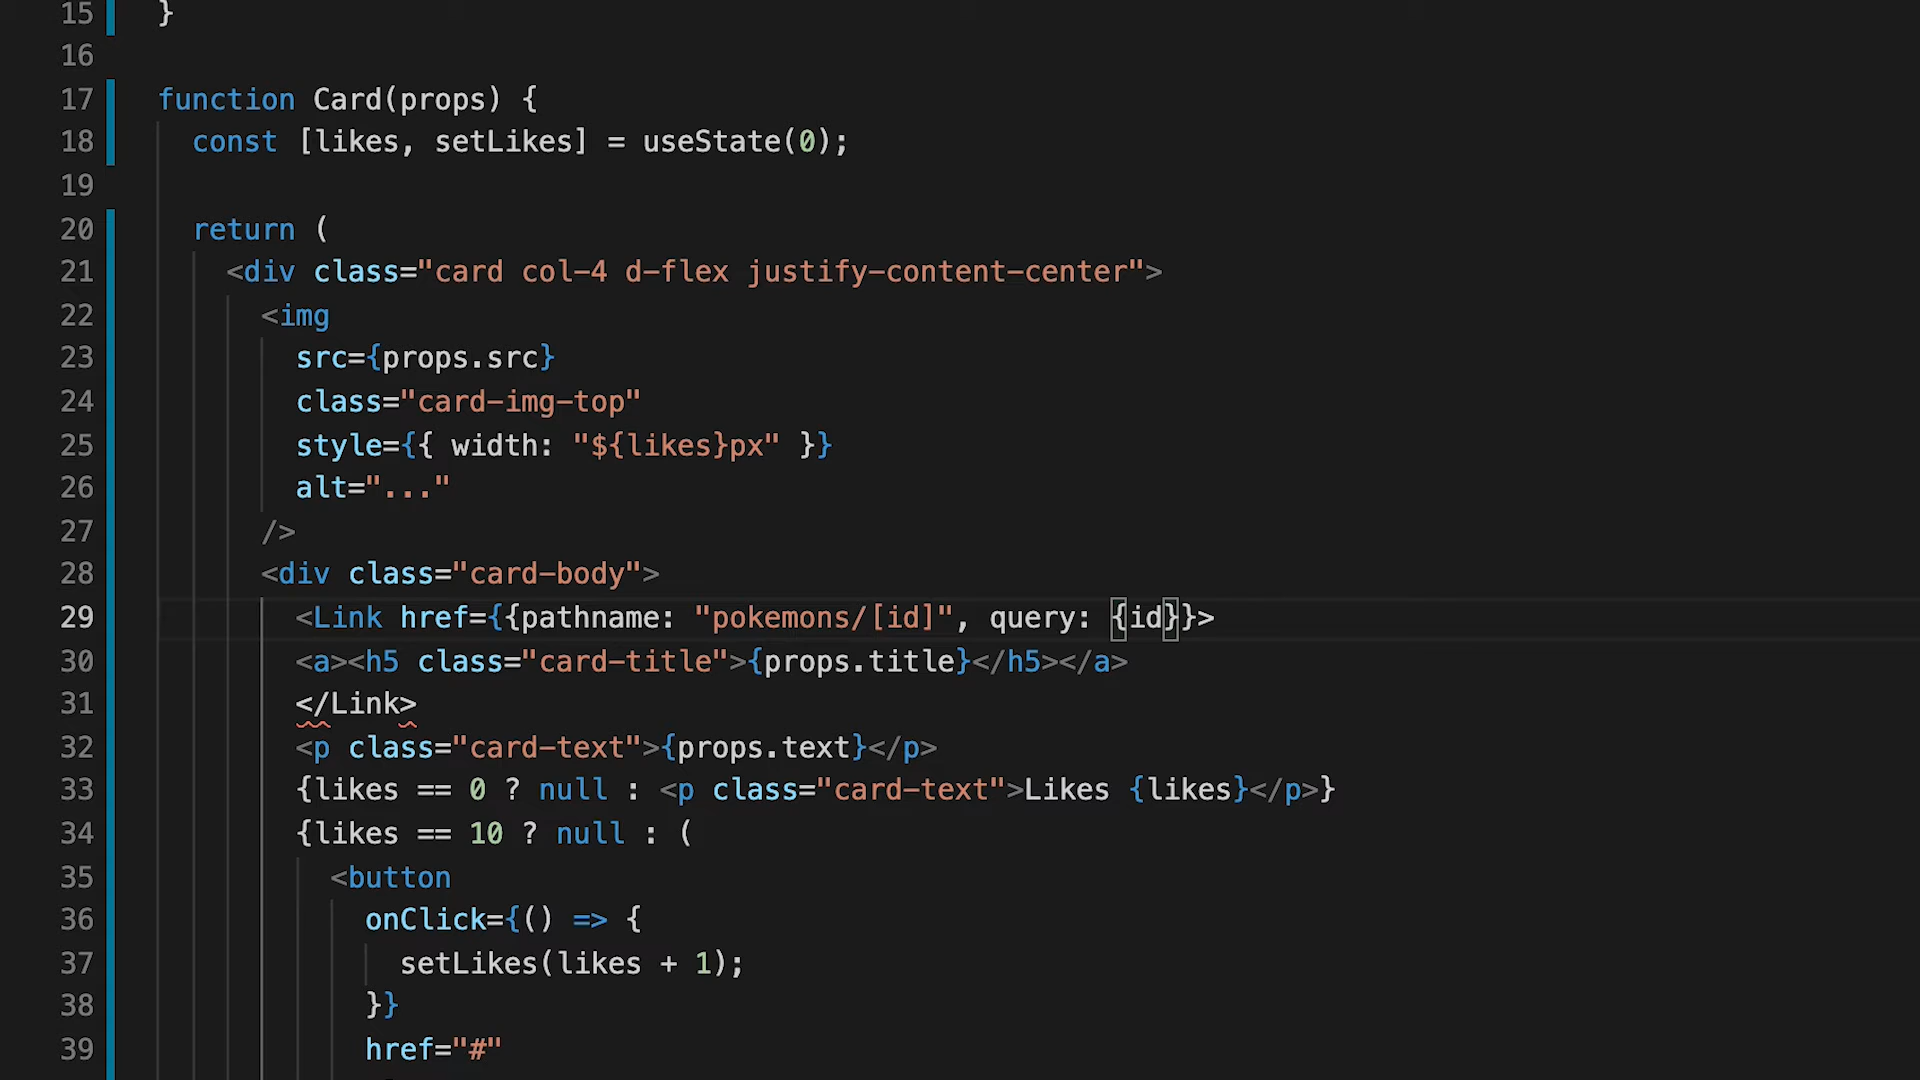 15 }
16
17 function Card(props) {
18 const [likes, setLikes] = useState(0);
19
20 return (
21 <div class="card col-4 d-flex justify-content-center">
22 <img
23 src={props.src}
24 class="card-img-top"
25 style={{ width: "${likes}px" }}
26 alt="..."
27 />
28 <div class="card-body">
29 <Link href={{pathname: "pokemons/[id]", query: {id}}>
30 <a><h5 class="card-title">{props.title}</h5></a>
31 </Link>
32 <p class="card-text">{props.text}</p>
33 {likes == 0 ? null : <p class="card-text">Likes {likes}</p>}
34 {likes == 10 ? null : (
35 <button
36 onClick={() => {
37 setLikes(likes + 1);
38 }}
39 href="#"